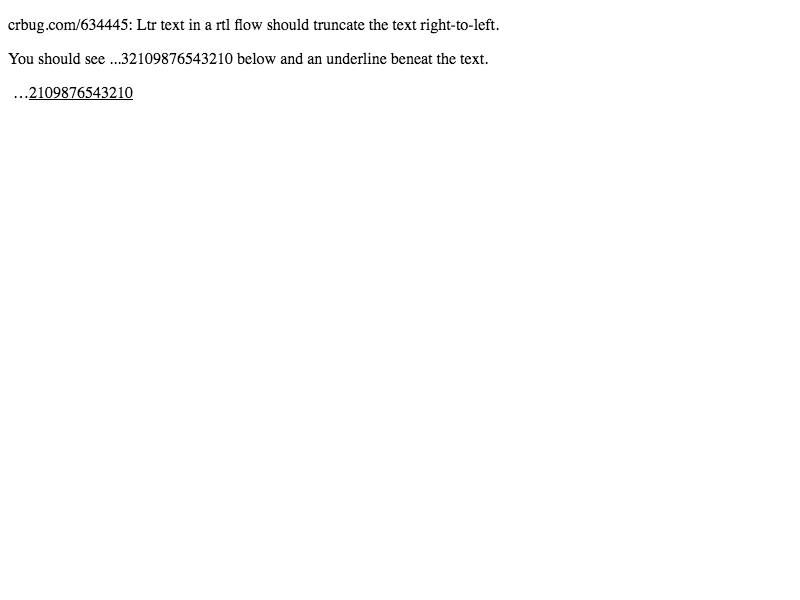 crbug.com/634445: Ltr text in a rtl flow should truncate the text right-to-left.
You should see ...32109876543210 below and an underline beneat the text.
…2109876543210